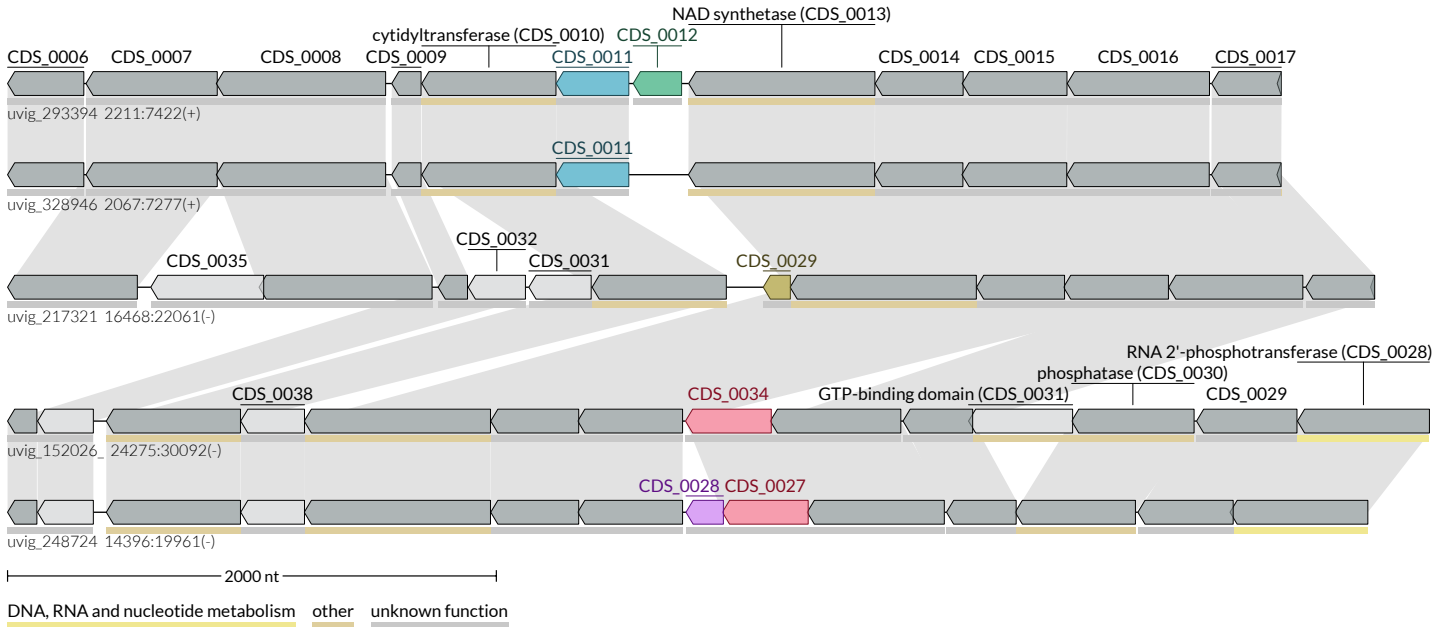 NAD synthetase (CDS_0013)
cytidyltransferase (CDS_0010) CDS_0012
CDS_0006 CDS_0007 CDS_0008 CDS_0009 CDS_0011 CDS_0014 CDS_0015 CDS_0016 CDS_0017
uvig_293394 2211:7422(+)
CDS_0011
uvig_328946 2067:7277(+)
CDS_0032
CDS_0035 CDS_0031 CDS_0029
uvig_217321 16468:22061(-)
RNA 2'-phosphotransferase (CDS_0028)
phosphatase (CDS_0030)
CDS_0038 CDS_0034 GTP-binding domain (CDS_0031) CDS_0029
uvig_152026_ 24275:30092(-)
CDS_0028 CDS_0027
uvig_248724 14396:19961(-)
2000 nt
DNA, RNA and nucleotide metabolism other unknown function